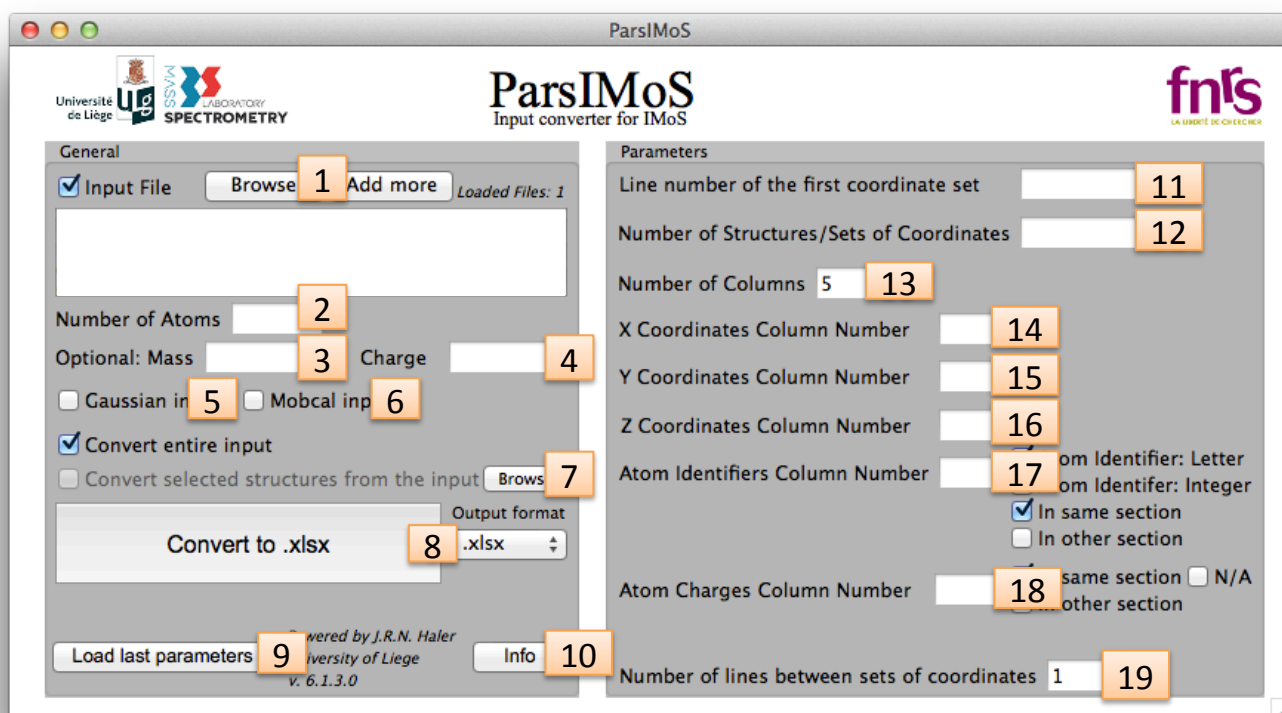 ParsIMoS
Université de Liège
ULg
MASS
LABORATORY
SPECTROMETRY
ParsIMoS
Input converter for IMoS
fnrs
LA LIBERTÉ DE CHERCHER
General
Input File
Browse
1
Add more
Loaded Files: 1
Number of Atoms
2
Optional: Mass
3
Charge
4
Gaussian in
5
Mobcal inp
6
Convert entire input
Convert selected structures from the input
Brows
7
Output format
Convert to .xlsx
8
.xlsx
Load last parameters
9
Powered by J.R.N. Haler
University of Liege
v. 6.1.3.0
Info
10
Parameters
Line number of the first coordinate set
11
Number of Structures/Sets of Coordinates
12
Number of Columns
5
13
X Coordinates Column Number
14
Y Coordinates Column Number
15
Z Coordinates Column Number
16
Atom Identifiers Column Number
17
tom Identifier: Letter
tom Identifer: Integer
In same section
In other section
Atom Charges Column Number
18
same section
N/A
other section
Number of lines between sets of coordinates
1
19